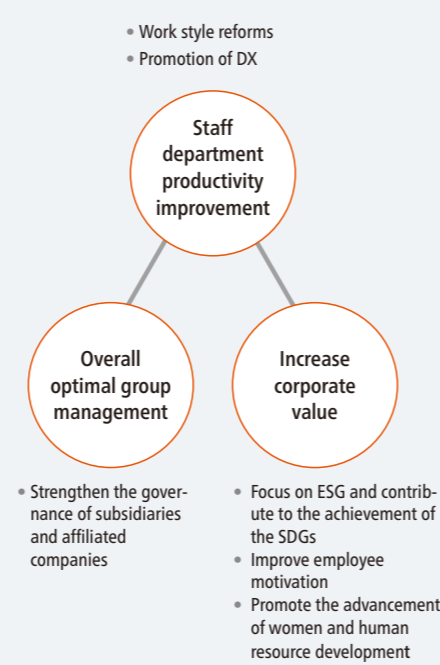 • Work style reforms
• Promotion of DX
Staff
department
productivity
improvement
Overall
optimal group
management
Increase
corporate
value
• Strengthen the gover-
nance of subsidiaries
and affiliated
companies
• Focus on ESG and contrib-
ute to the achievement of
the SDGs
• Improve employee
motivation
• Promote the advancement
of women and human
resource development